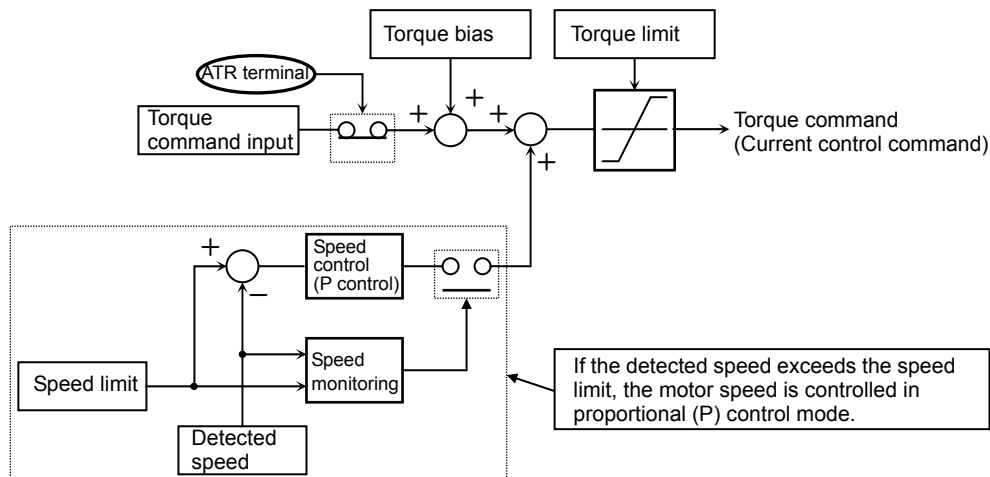 Torque bias
Torque limit
ATR terminal
Torque
command input
+
+
+
+
Torque command
(Current control command)
+
−
Speed
control
(P control)
Speed limit
Speed
monitoring
Detected
speed
If the detected speed exceeds the speed
limit, the motor speed is controlled in
proportional (P) control mode.